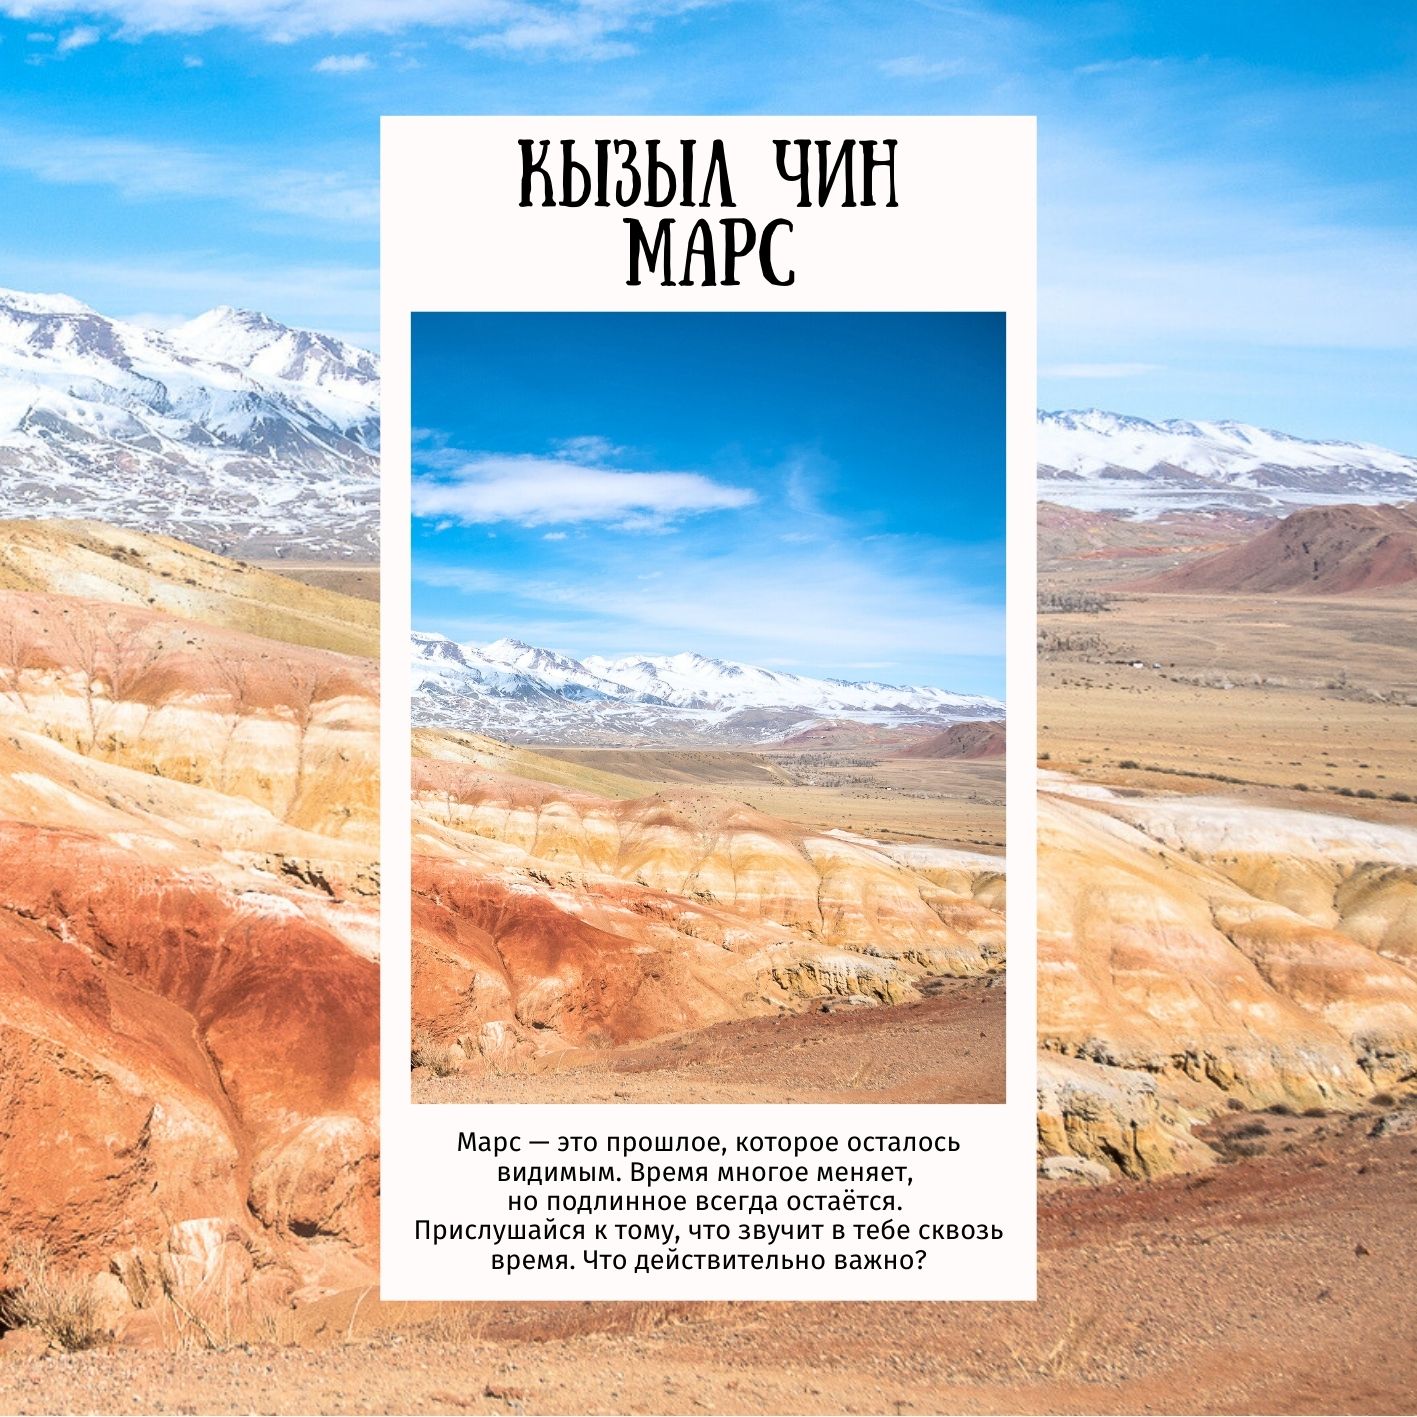 КЫЗЫЛ ЧИН
МАРС
Марс — это прошлое, которое осталось
видимым. Время многое меняет,
но подлинное всегда остаётся.
Прислушайся к тому, что звучит в тебе сквозь
время. Что действительно важно?